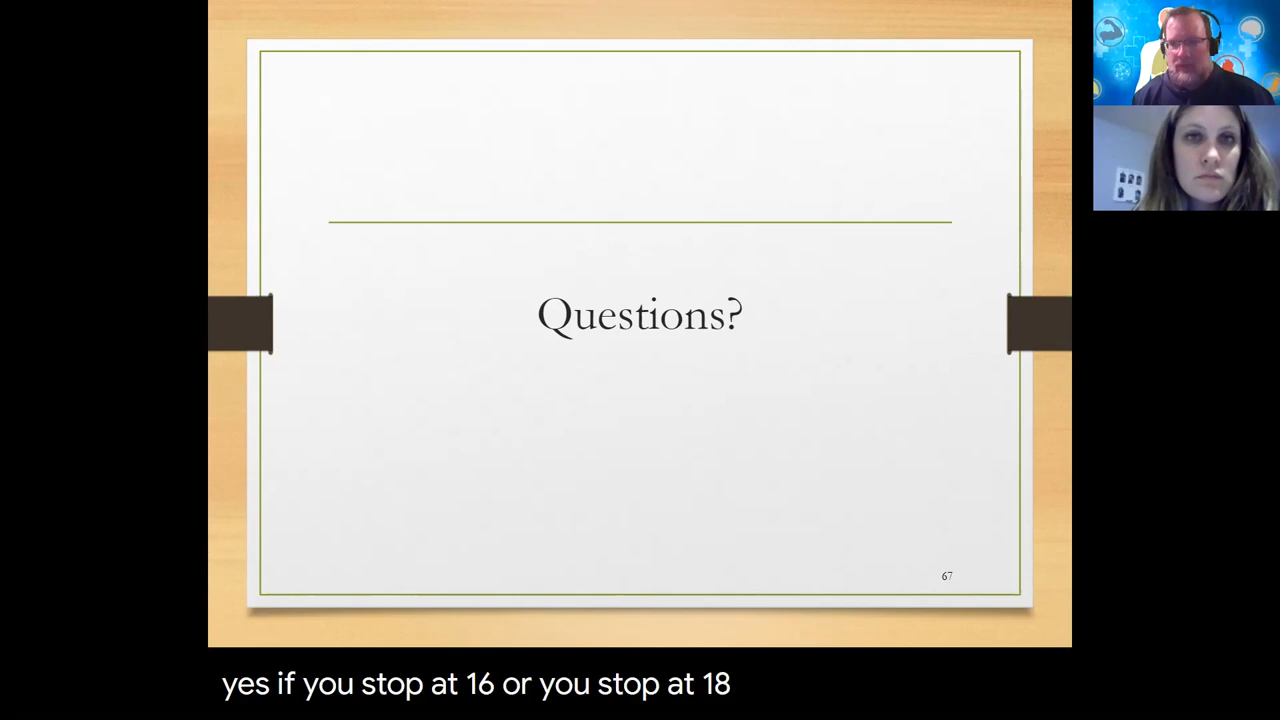 Questions?
67
yes if you stop at 16 or you stop at 18